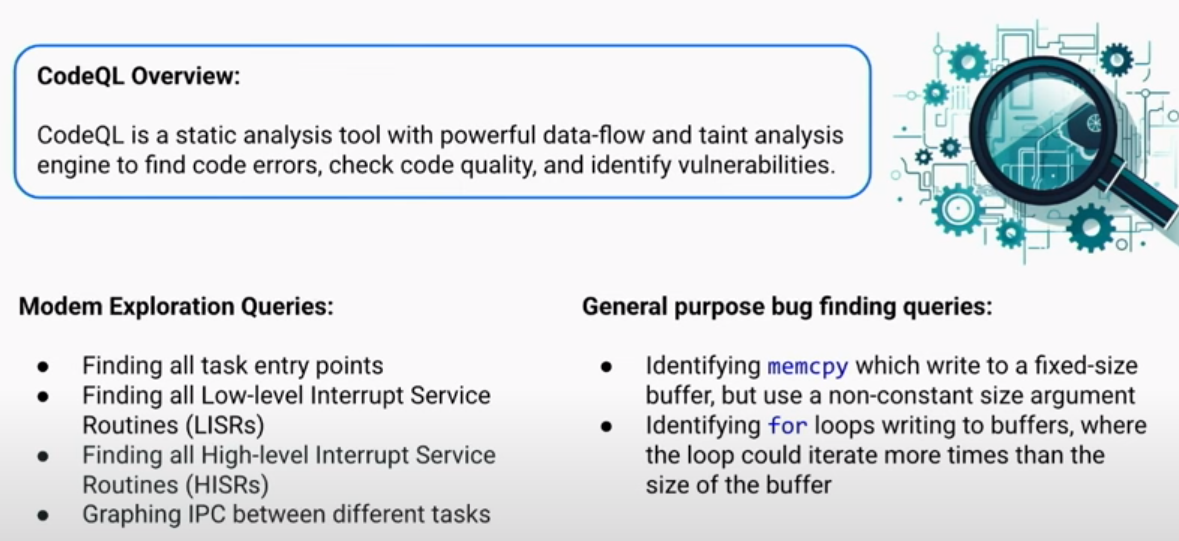 CodeQL Overview:
CodeQL is a static analysis tool with powerful data-flow and taint analysis
engine to find code errors, check code quality, and identify vulnerabilities.
Modem Exploration Queries:
● Finding all task entry points
● Finding all Low-level Interrupt Service
Routines (LISRs)
● Finding all High-level Interrupt Service
Routines (HISRs)
● Graphing IPC between different tasks
General purpose bug finding queries:
● Identifying memcpy which write to a fixed-size
buffer, but use a non-constant size argument
● Identifying for loops writing to buffers, where
the loop could iterate more times than the
size of the buffer